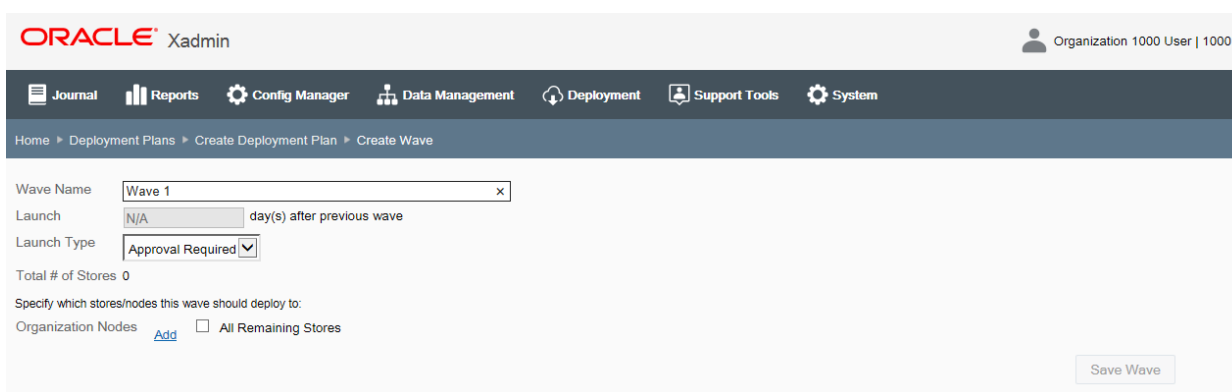 ORACLE® Xadmin
Organization 1000 User | 1000
Journal Reports Config Manager Data Management Deployment Support Tools System
Home ▶ Deployment Plans ▶ Create Deployment Plan ▶ Create Wave
Wave Name Wave 1 ×
Launch N/A day(s) after previous wave
Launch Type Approval Required
Total # of Stores 0
Specify which stores/nodes this wave should deploy to:
Organization Nodes Add All Remaining Stores
Save Wave